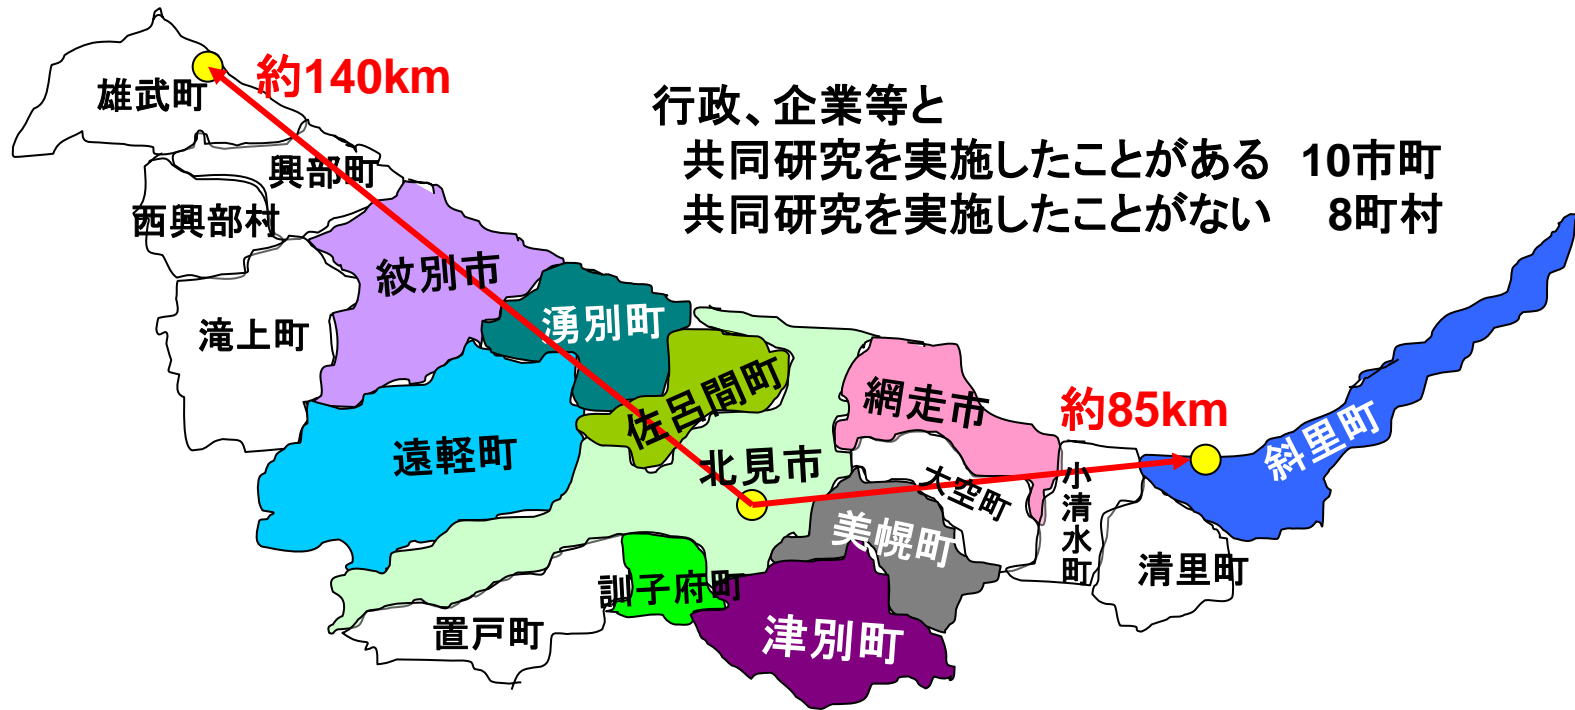 約140km
雄武町
行政、企業等と
共同研究を実施したことがある 10市町
共同研究を実施したことがない 8町村
興部町
西興部村
紋別市
滝上町
湧別町
佐呂間町
網走市
約85km
斜里町
遠軽町
北見市
大空町
小清水町
美幌町
清里町
訓子府町
置戸町
津別町